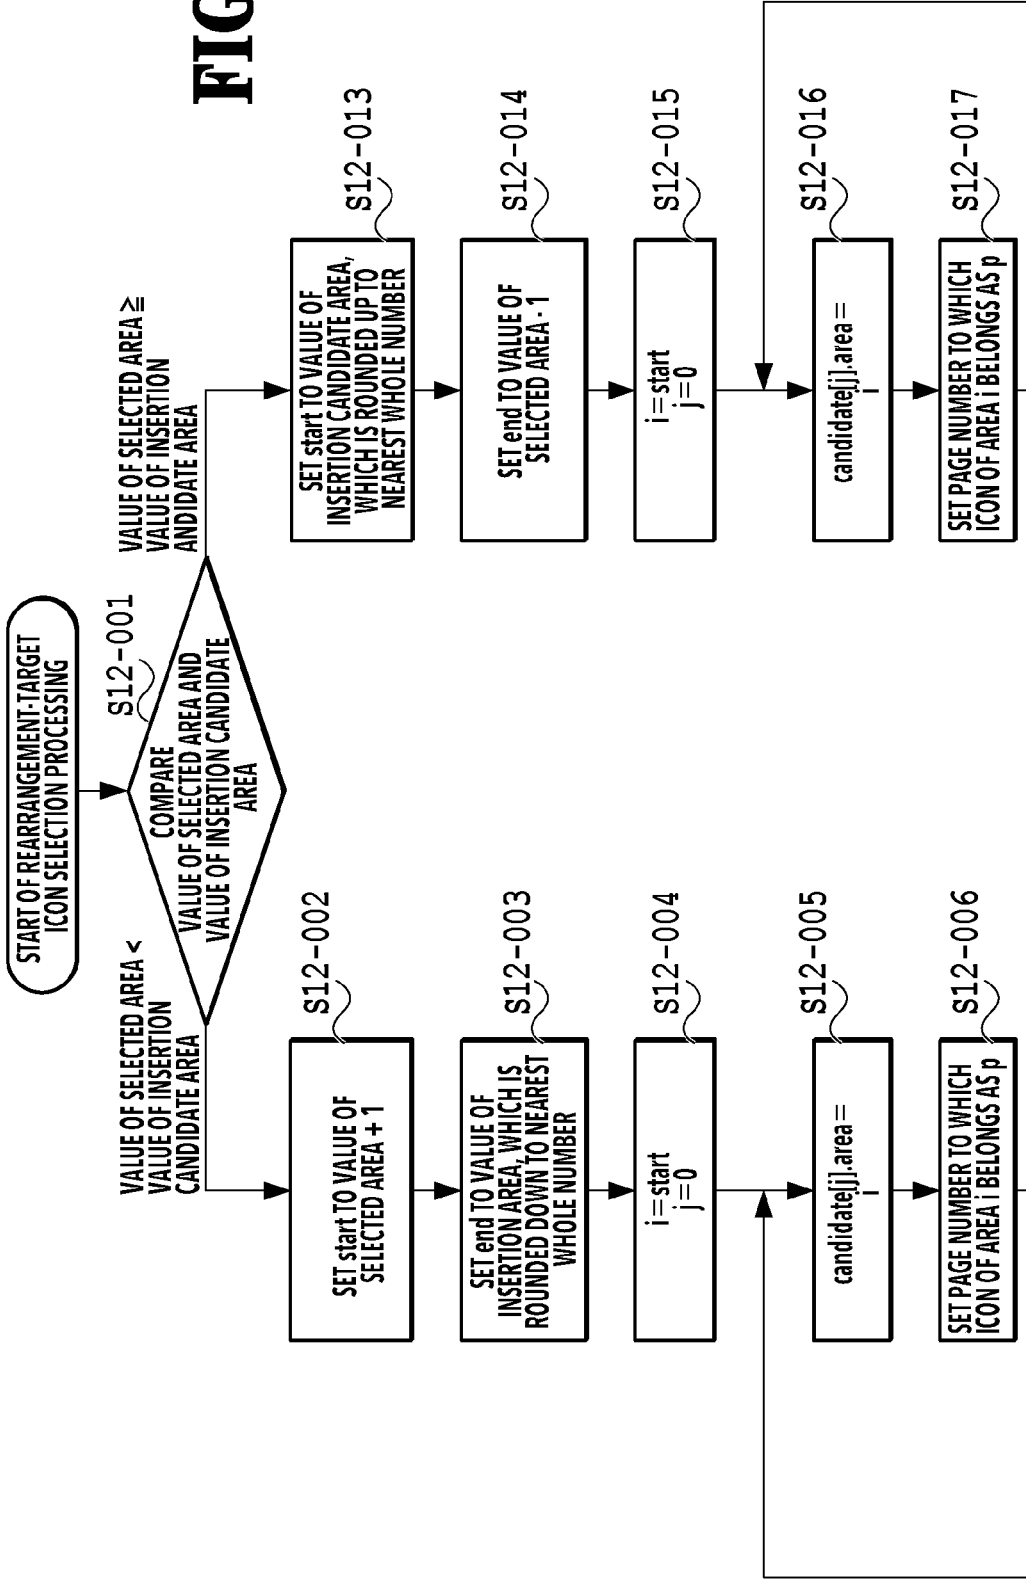 FIG
START OF REARRANGEMENT-TARGET
ICON SELECTION PROCESSING
S12-001
COMPARE
VALUE OF SELECTED AREA AND
VALUE OF INSERTION CANDIDATE
AREA
VALUE OF SELECTED AREA <
VALUE OF INSERTION
CANDIDATE AREA
S12-002
SET start TO VALUE OF
SELECTED AREA + 1
S12-003
SET end TO VALUE OF
INSERTION AREA, WHICH IS
ROUNDED DOWN TO NEAREST
WHOLE NUMBER
S12-004
i = start
j = 0
S12-005
candidate[j].area =
i
S12-006
SET PAGE NUMBER TO WHICH
ICON OF AREA i BELONGS AS p
VALUE OF SELECTED AREA ≧
VALUE OF INSERTION
ANDIDATE AREA
S12-013
SET start TO VALUE OF
INSERTION CANDIDATE AREA,
WHICH IS ROUNDED UP TO
NEAREST WHOLE NUMBER
S12-014
SET end TO VALUE OF
SELECTED AREA - 1
S12-015
i = start
j = 0
S12-016
candidate[j].area =
i
S12-017
SET PAGE NUMBER TO WHICH
ICON OF AREA i BELONGS AS p